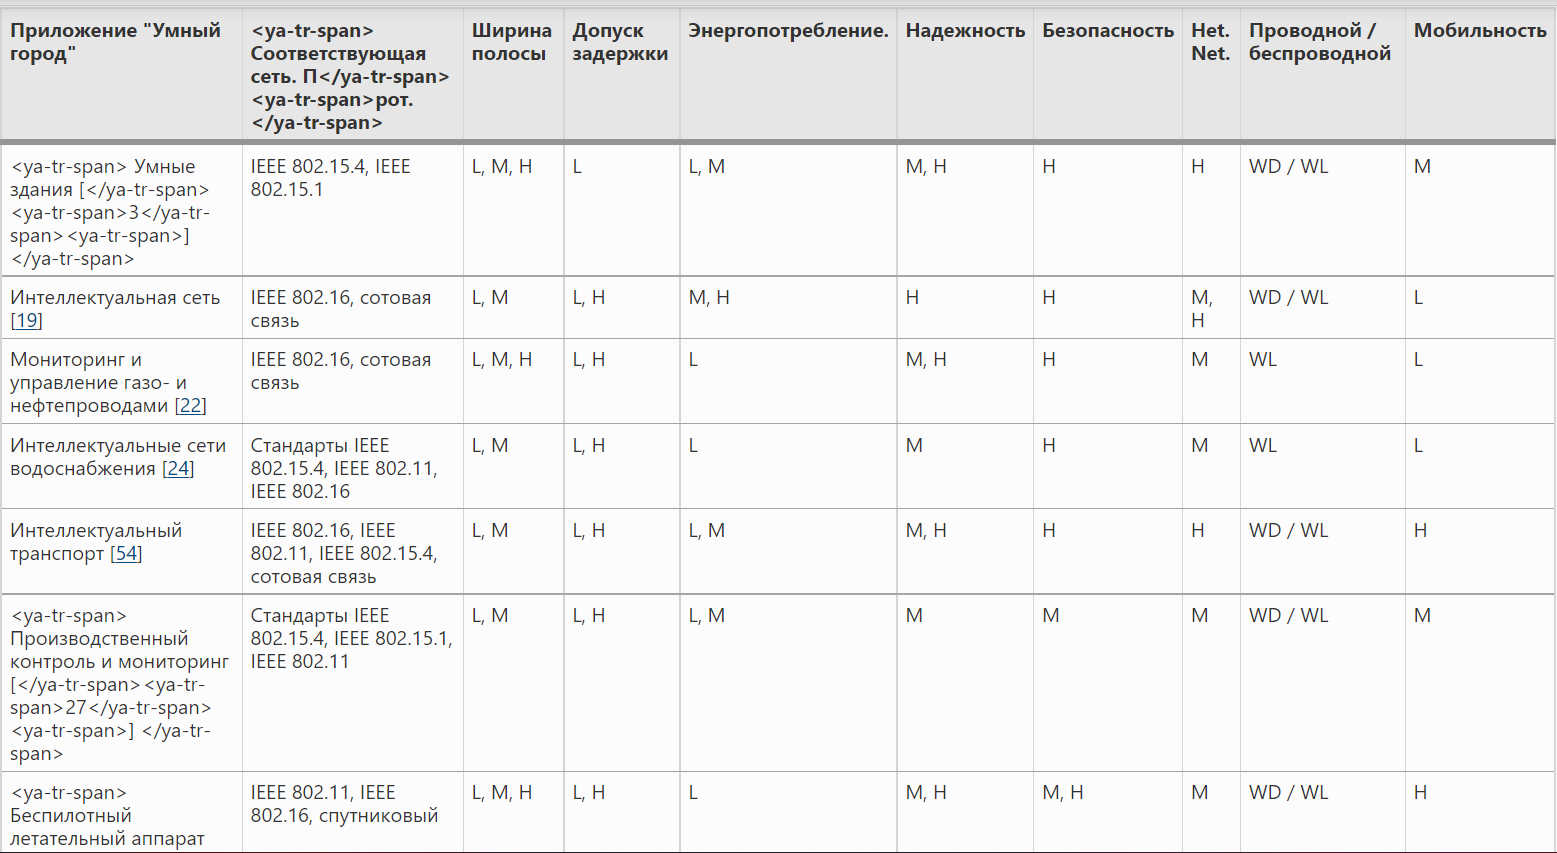 Приложение "Умный
город"
<ya-tr-span>
Соответствующая
сеть. П</ya-tr-span>
<ya-tr-span>рот.
</ya-tr-span>
Ширина
полосы
Допуск
задержки
Энергопотребление.
Надежность
Безопасность
Het.
Net.
Проводной /
беспроводной
Мобильность
<ya-tr-span> Умные
здания [</ya-tr-span>
<ya-tr-span>3</ya-tr-
span><ya-tr-span>]
</ya-tr-span>
IEEE 802.15.4, IEEE
802.15.1
L, M, H
L
L, M
M, H
H
H
WD / WL
M
Интеллектуальная сеть
[19]
IEEE 802.16, сотовая
связь
L, M
L, H
M, H
H
H
M,
H
WD / WL
L
Мониторинг и
управление газо- и
нефтепроводами [22]
IEEE 802.16, сотовая
связь
L, M, H
L, H
L
M, H
H
M
WL
L
Интеллектуальные сети
водоснабжения [24]
Стандарты IEEE
802.15.4, IEEE 802.11,
IEEE 802.16
L, M
L, H
L
M
H
M
WL
L
Интеллектуальный
транспорт [54]
IEEE 802.16, IEEE
802.11, IEEE 802.15.4,
сотовая связь
L, M
L, H
L, M
M, H
H
H
WD / WL
H
<ya-tr-span>
Производственный
контроль и мониторинг
[</ya-tr-span><ya-tr-
span>27</ya-tr-span>
<ya-tr-span>] </ya-tr-
span>
Стандарты IEEE
802.15.4, IEEE 802.15.1,
IEEE 802.11
L, M
L, H
L, M
M
M
M
WD / WL
M
<ya-tr-span>
Беспилотный
летательный аппарат
IEEE 802.11, IEEE
802.16, спутниковый
L, M, H
L, H
L
M, H
M, H
M
WD / WL
H